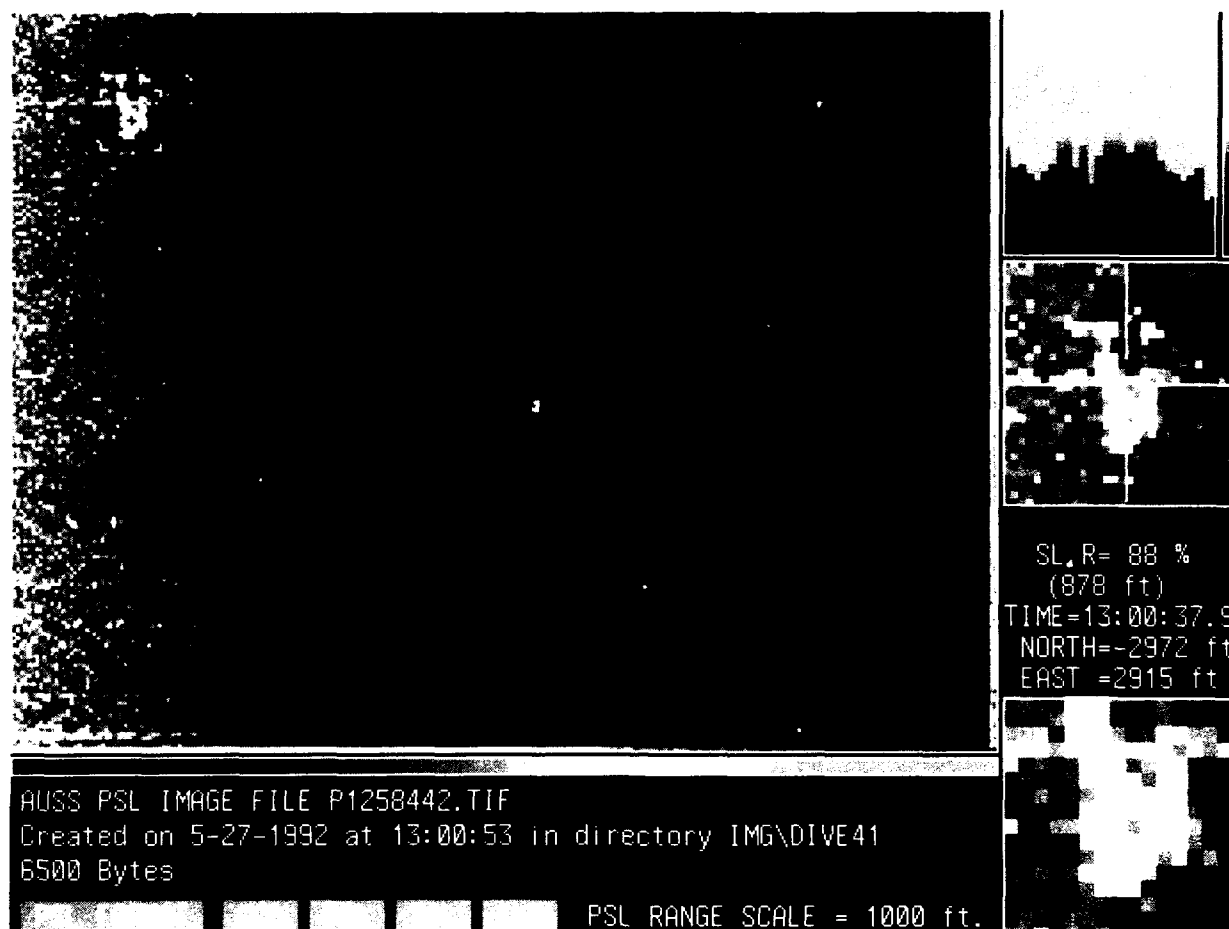 SL.R= 88 %
(878 ft)
TIME=13:00:37.9
NORTH=-2972 ft
EAST =2915 ft
AUSS PSL IMAGE FILE P1258442.TIF
Created on 5-27-1992 at 13:00:53 in directory IMG\DIVE41
6500 Bytes
PSL RANGE SCALE = 1000 ft.